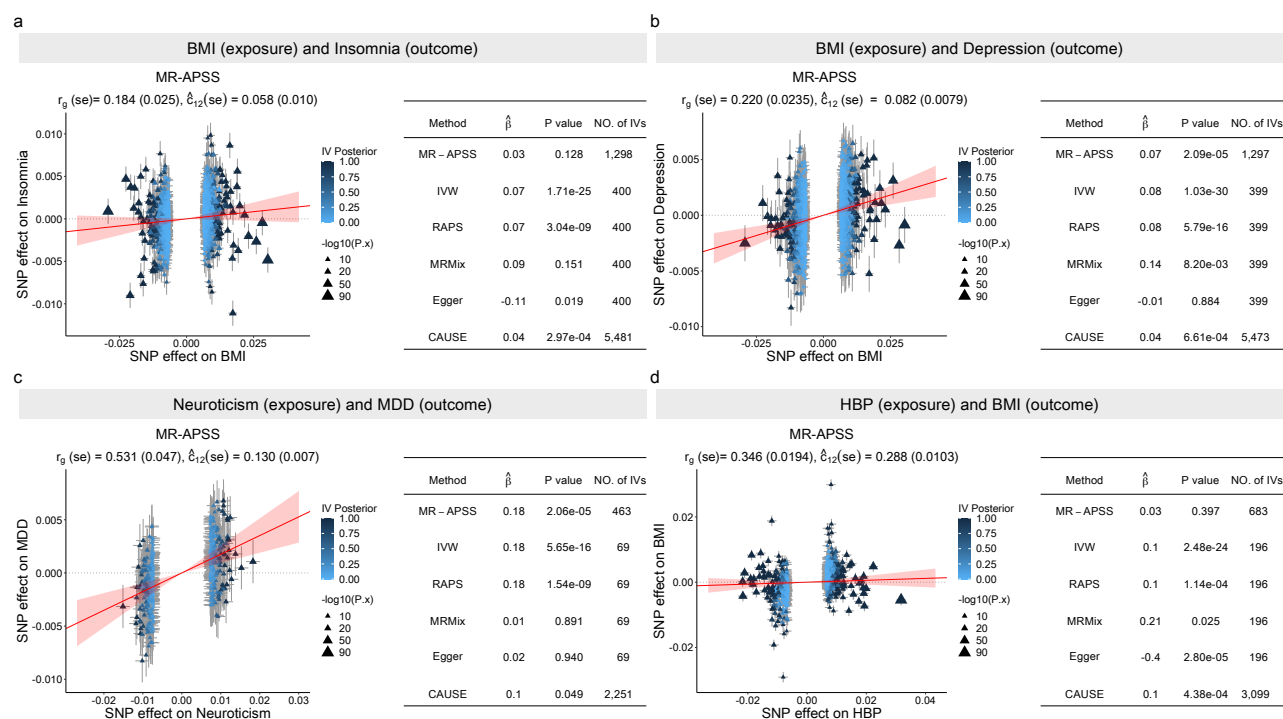 a
BMI (exposure) and Insomnia (outcome)
MR-APSS
r_g (se)= 0.184 (0.025), ĉ_12(se) = 0.058 (0.010)
SNP effect on Insomnia
0.010
0.005
0.000
-0.005
-0.010
-0.025 0.000 0.025
SNP effect on BMI
IV Posterior
1.00
0.75
0.50
0.25
0.00
-log10(P.x)
10
20
50
90
Method β̂ P value NO. of IVs
MR – APSS 0.03 0.128 1,298
IVW 0.07 1.71e-25 400
RAPS 0.07 3.04e-09 400
MRMix 0.09 0.151 400
Egger -0.11 0.019 400
CAUSE 0.04 2.97e-04 5,481
b
BMI (exposure) and Depression (outcome)
MR-APSS
r_g (se) = 0.220 (0.0235), ĉ_12 (se) = 0.082 (0.0079)
SNP effect on Depression
0.005
0.000
-0.005
-0.010
-0.025 0.000 0.025
SNP effect on BMI
IV Posterior
1.00
0.75
0.50
0.25
0.00
-log10(P.x)
10
20
50
90
Method β̂ P value NO. of IVs
MR – APSS 0.07 2.09e-05 1,297
IVW 0.08 1.03e-30 399
RAPS 0.08 5.79e-16 399
MRMix 0.14 8.20e-03 399
Egger -0.01 0.884 399
CAUSE 0.04 6.61e-04 5,473
c
Neuroticism (exposure) and MDD (outcome)
MR-APSS
r_g (se) = 0.531 (0.047), ĉ_12(se) = 0.130 (0.007)
SNP effect on MDD
0.005
0.000
-0.005
-0.010
-0.02 -0.01 0.00 0.01 0.02 0.03
SNP effect on Neuroticism
IV Posterior
1.00
0.75
0.50
0.25
0.00
-log10(P.x)
10
20
50
90
Method β̂ P value NO. of IVs
MR – APSS 0.18 2.06e-05 463
IVW 0.18 5.65e-16 69
RAPS 0.18 1.54e-09 69
MRMix 0.01 0.891 69
Egger 0.02 0.940 69
CAUSE 0.1 0.049 2,251
d
HBP (exposure) and BMI (outcome)
MR-APSS
r_g (se)= 0.346 (0.0194), ĉ_12(se) = 0.288 (0.0103)
SNP effect on BMI
0.02
0.00
-0.02
-0.02 0.00 0.02 0.04
SNP effect on HBP
IV Posterior
1.00
0.75
0.50
0.25
0.00
-log10(P.x)
10
20
50
90
Method β̂ P value NO. of IVs
MR – APSS 0.03 0.397 683
IVW 0.1 2.48e-24 196
RAPS 0.1 1.14e-04 196
MRMix 0.21 0.025 196
Egger -0.4 2.80e-05 196
CAUSE 0.1 4.38e-04 3,099